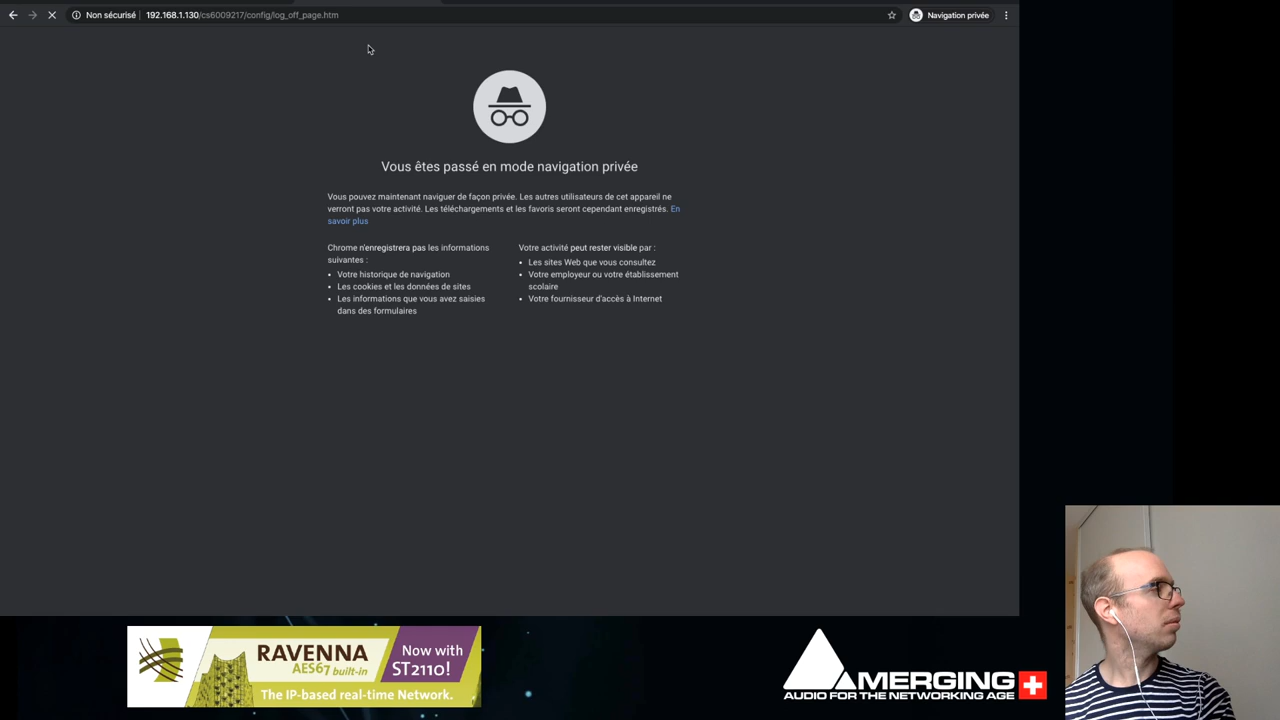 Non sécurisé
192.168.1.130/cs6009217/config/log_off_page.htm
Navigation privée
Vous êtes passé en mode navigation privée
Vous pouvez maintenant naviguer de façon privée. Les autres utilisateurs de cet appareil ne
verront pas votre activité. Les téléchargements et les favoris seront cependant enregistrés. En
savoir plus
Chrome n'enregistrera pas les informations
suivantes :
• Votre historique de navigation
• Les cookies et les données de sites
• Les informations que vous avez saisies
dans des formulaires
Votre activité peut rester visible par :
• Les sites Web que vous consultez
• Votre employeur ou votre établissement
scolaire
• Votre fournisseur d'accès à Internet
RAVENNA
AES67 built-in
Now with
ST2110!
The IP-based real-time Network.
MERGING
AUDIO FOR THE NETWORKING AGE